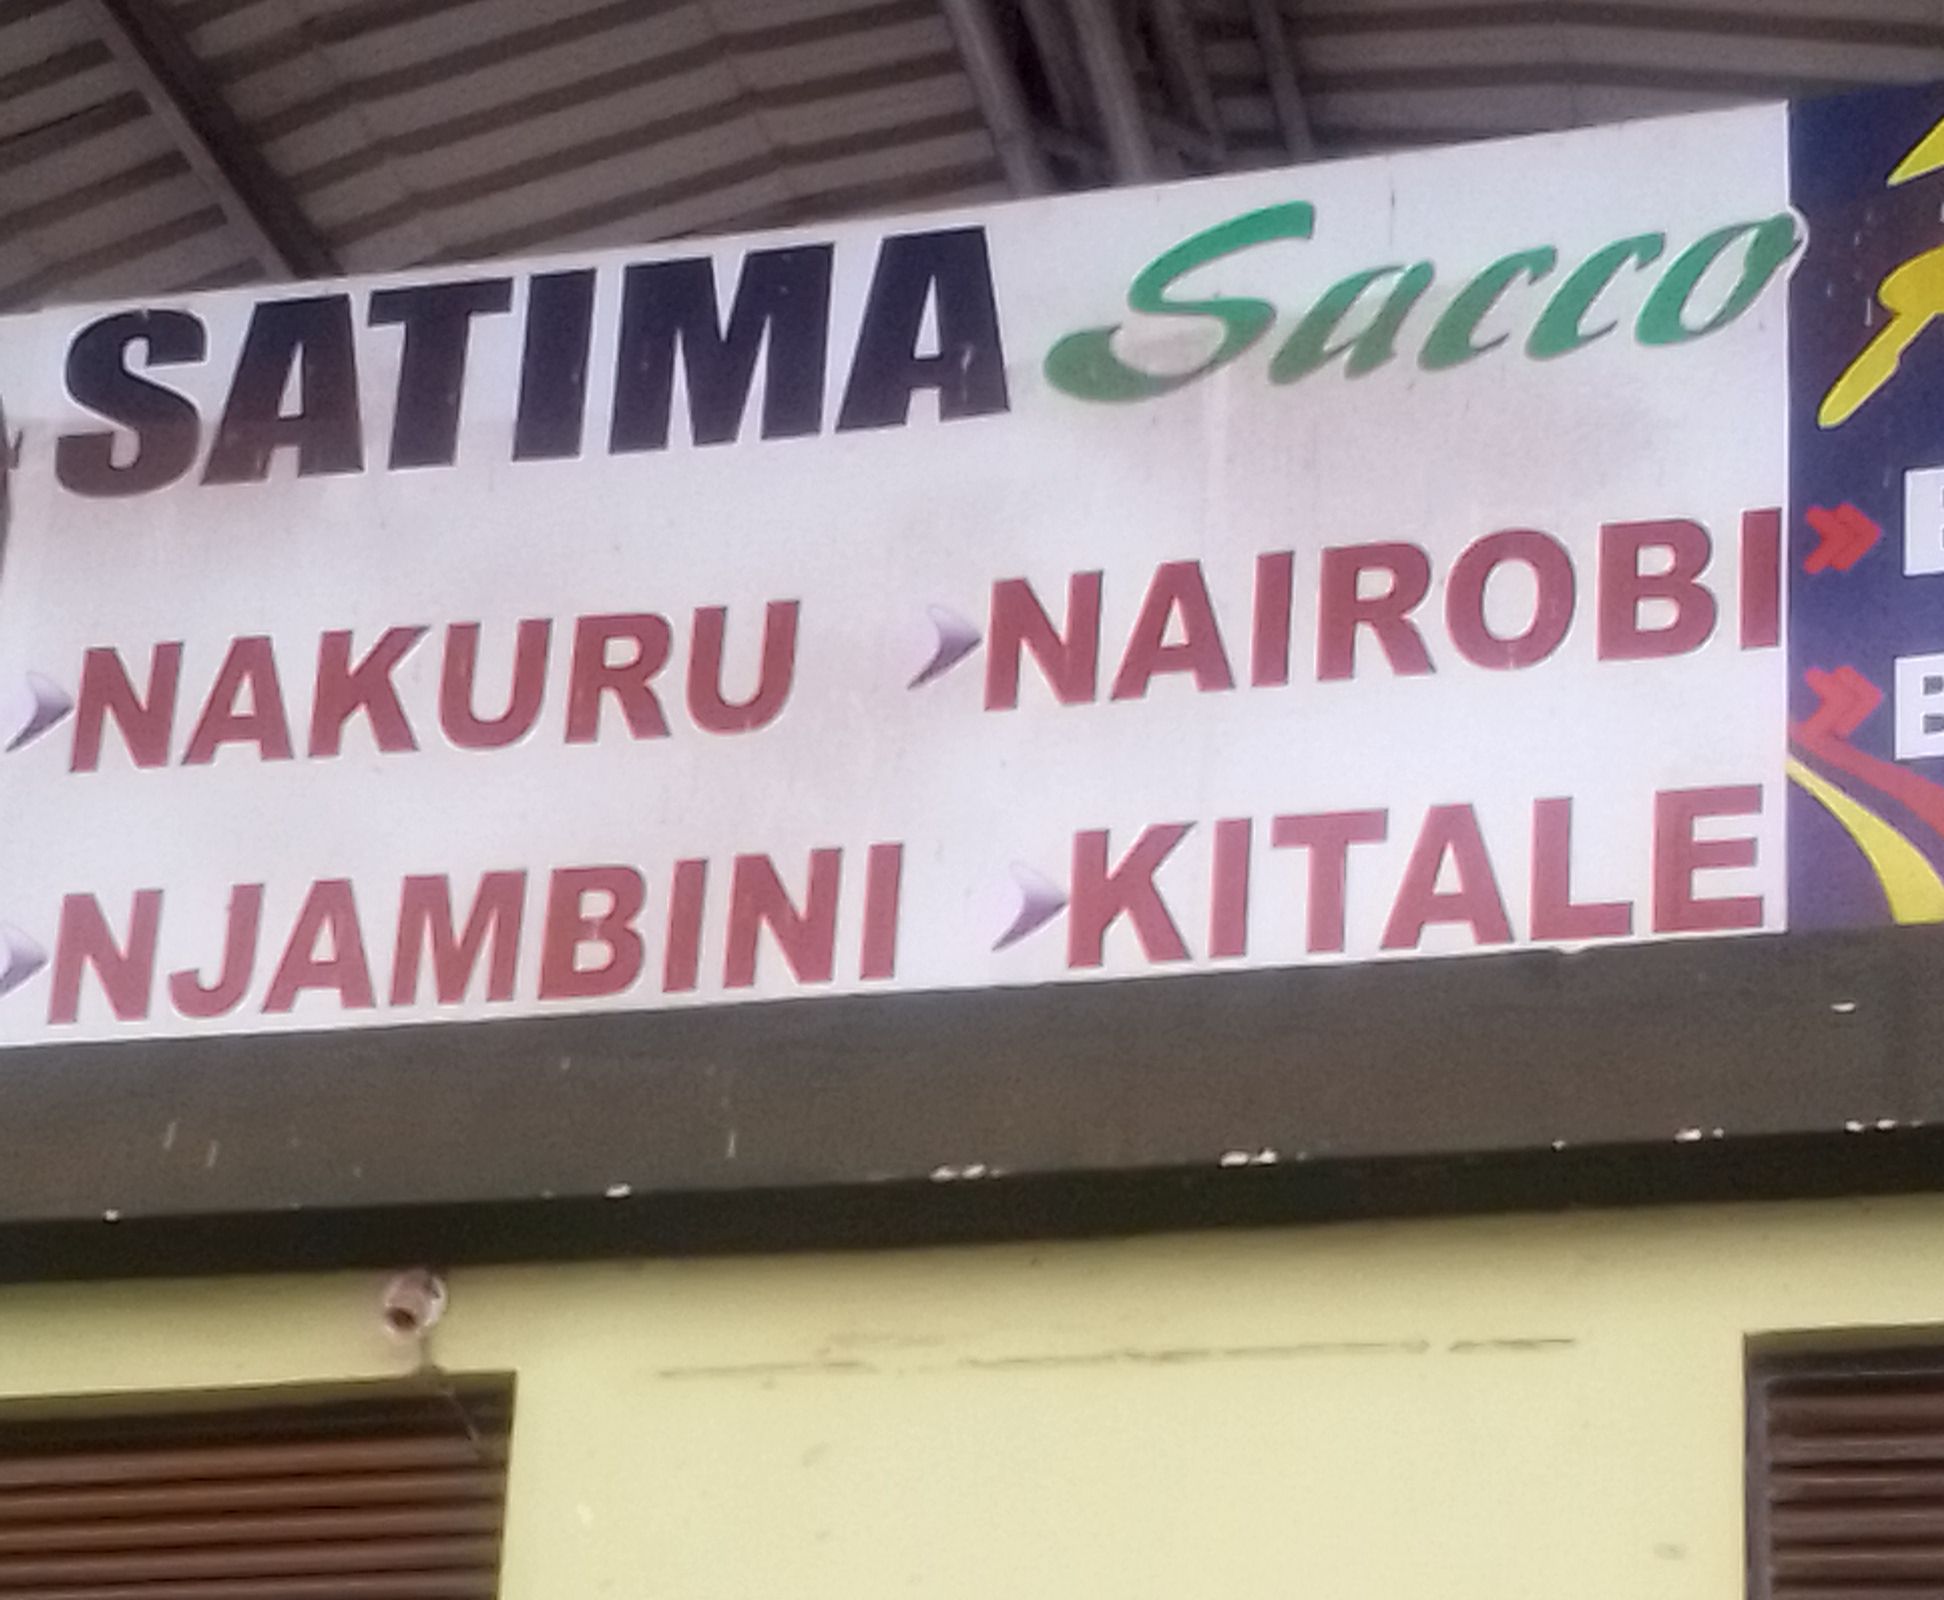 SATIMA Sacco
NAKURU NAIROBI
NJAMBINI KITALE